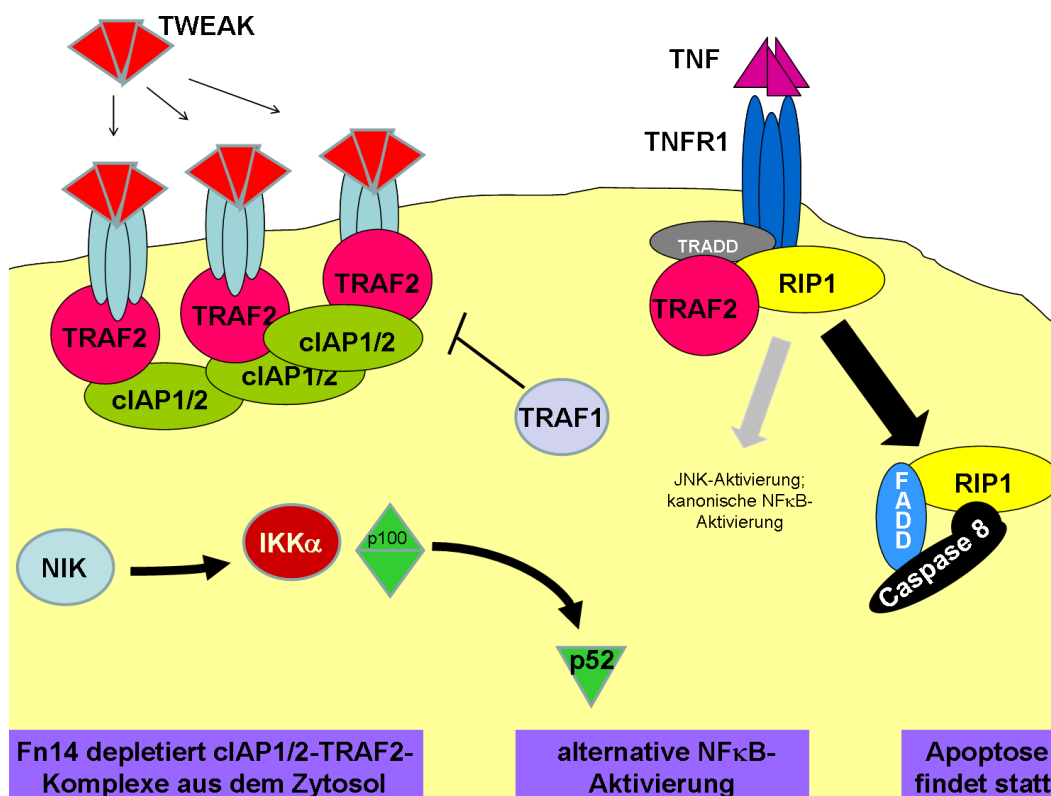 TWEAK
TNF
TNFR1
TRADD
TRAF2
TRAF2
TRAF2
TRAF2
RIP1
cIAP1/2
cIAP1/2
cIAP1/2
TRAF1
JNK-Aktivierung;
kanonische NFκB-
Aktivierung
FADD
RIP1
Caspase 8
NIK
IKKα
p100
p52
Fn14 depletiert cIAP1/2-TRAF2-
Komplexe aus dem Zytosol
alternative NFκB-
Aktivierung
Apoptose
findet statt